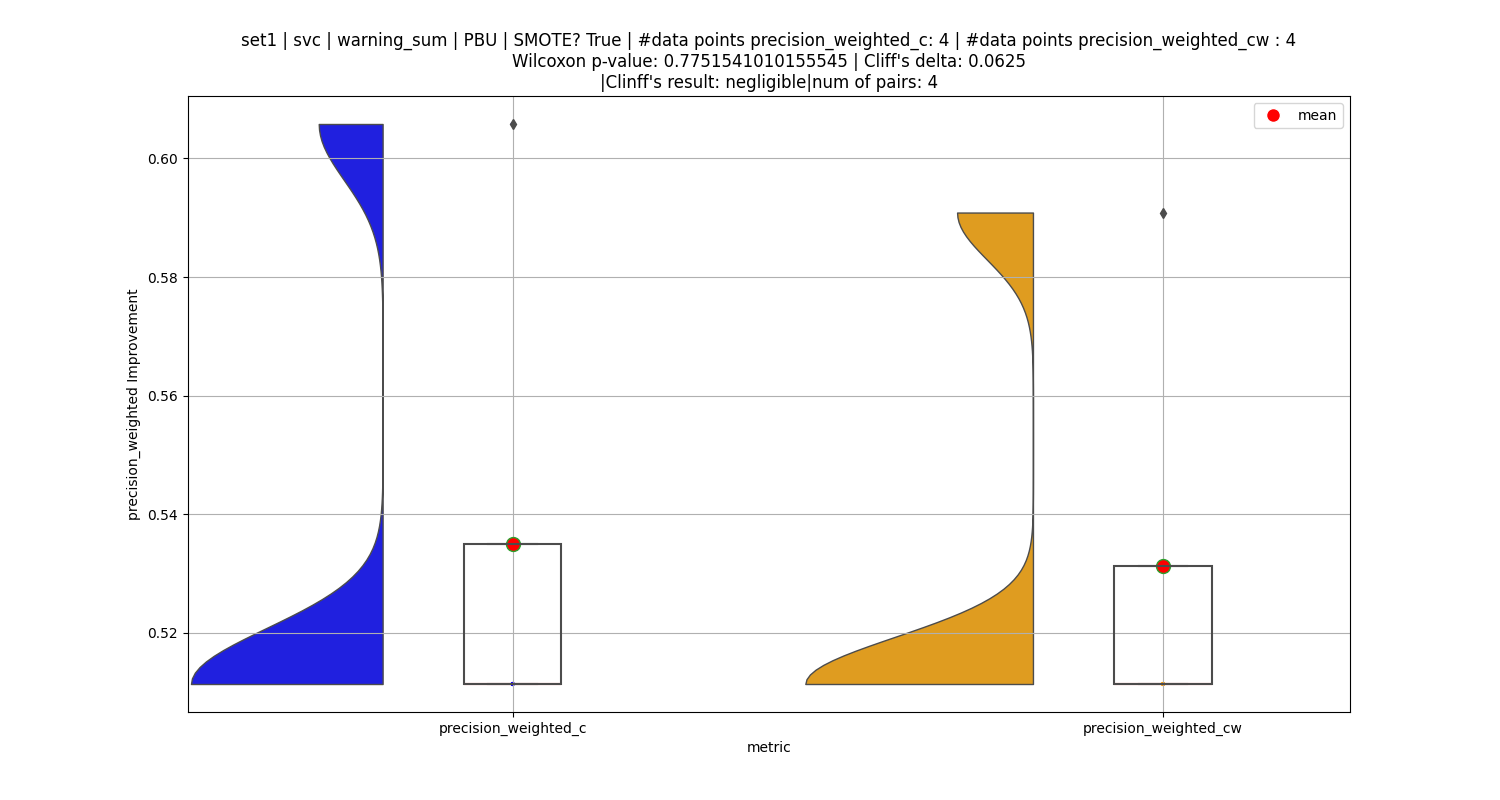 set1 | svc | warning_sum | PBU | SMOTE? True | #data points precision_weighted_c: 4 | #data points precision_weighted_cw : 4
Wilcoxon p-value: 0.7751541010155545 | Cliff's delta: 0.0625
|Clinff's result: negligible|num of pairs: 4
mean
precision_weighted Improvement
0.60
0.58
0.56
0.54
0.52
precision_weighted_c
precision_weighted_cw
metric